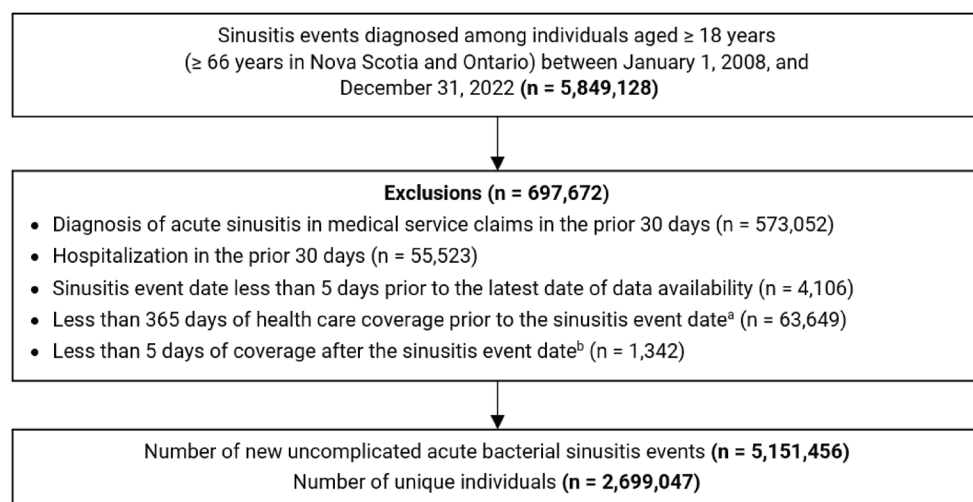 Sinusitis events diagnosed among individuals aged ≥ 18 years
(≥ 66 years in Nova Scotia and Ontario) between January 1, 2008, and
December 31, 2022 (n = 5,849,128)
Exclusions (n = 697,672)
• Diagnosis of acute sinusitis in medical service claims in the prior 30 days (n = 573,052)
• Hospitalization in the prior 30 days (n = 55,523)
• Sinusitis event date less than 5 days prior to the latest date of data availability (n = 4,106)
• Less than 365 days of health care coverage prior to the sinusitis event dateᵃ (n = 63,649)
• Less than 5 days of coverage after the sinusitis event dateᵇ (n = 1,342)
Number of new uncomplicated acute bacterial sinusitis events (n = 5,151,456)
Number of unique individuals (n = 2,699,047)